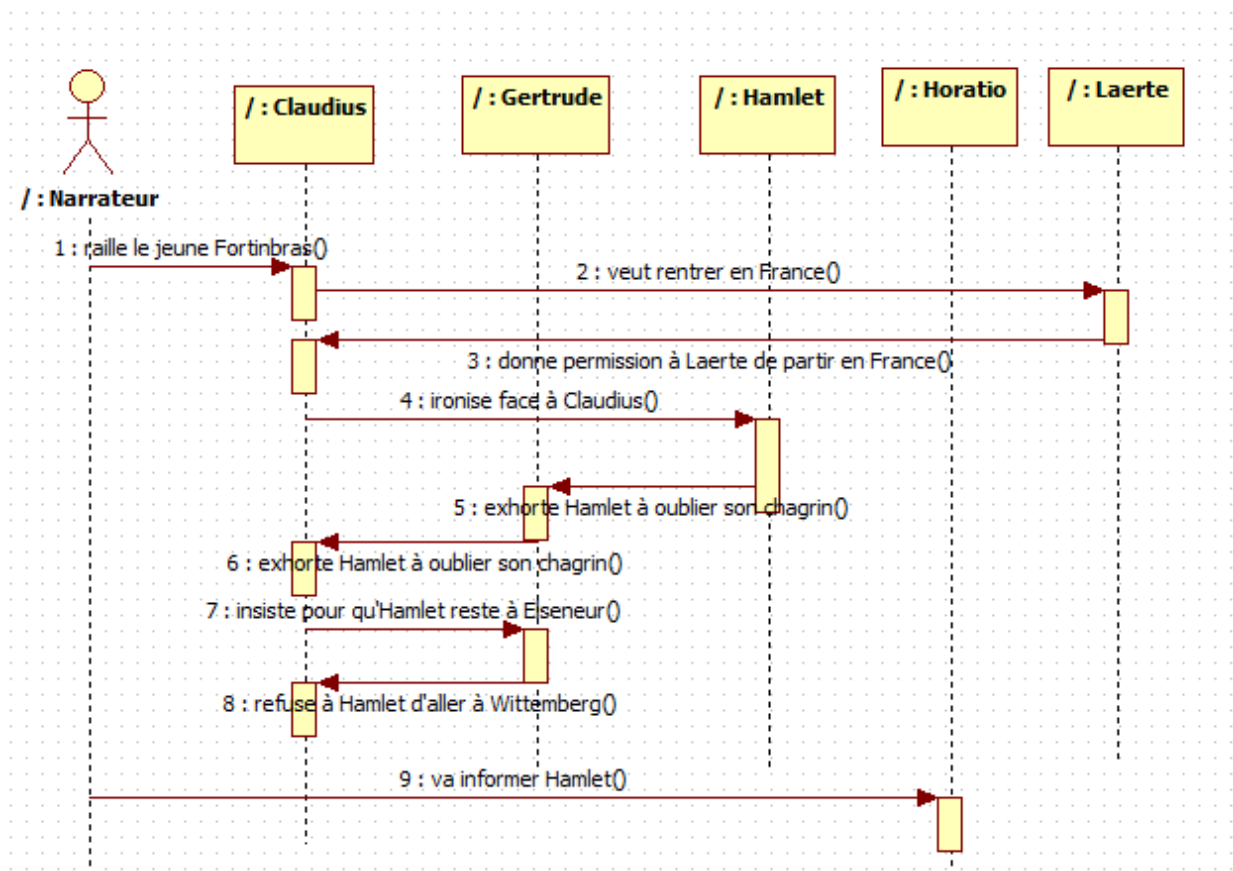 / : Claudius
/ : Gertrude
/ : Hamlet
/ : Horatio
/ : Laerte
/ : Narrateur
1 : raille le jeune Fortinbras()
2 : veut rentrer en France()
3 : donne permission à Laerte de partir en France()
4 : ironise face à Claudius()
5 : exhorte Hamlet à oublier son chagrin()
6 : exhorte Hamlet à oublier son chagrin()
7 : insiste pour qu'Hamlet reste à Elseneur()
8 : refuse à Hamlet d'aller à Wittemberg()
9 : va informer Hamlet()